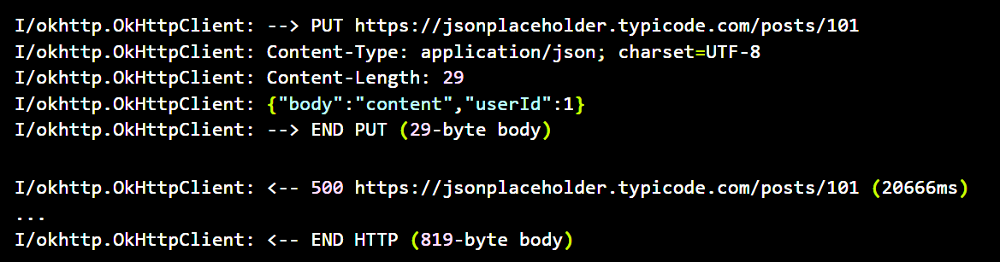 I/okhttp.OkHttpClient: --> PUT https://jsonplaceholder.typicode.com/posts/101
I/okhttp.OkHttpClient: Content-Type: application/json; charset=UTF-8
I/okhttp.OkHttpClient: Content-Length: 29
I/okhttp.OkHttpClient: {"body":"content","userId":1}
I/okhttp.OkHttpClient: --> END PUT (29-byte body)
I/okhttp.OkHttpClient: <-- 500 https://jsonplaceholder.typicode.com/posts/101 (20666ms)
...
I/okhttp.OkHttpClient: <-- END HTTP (819-byte body)